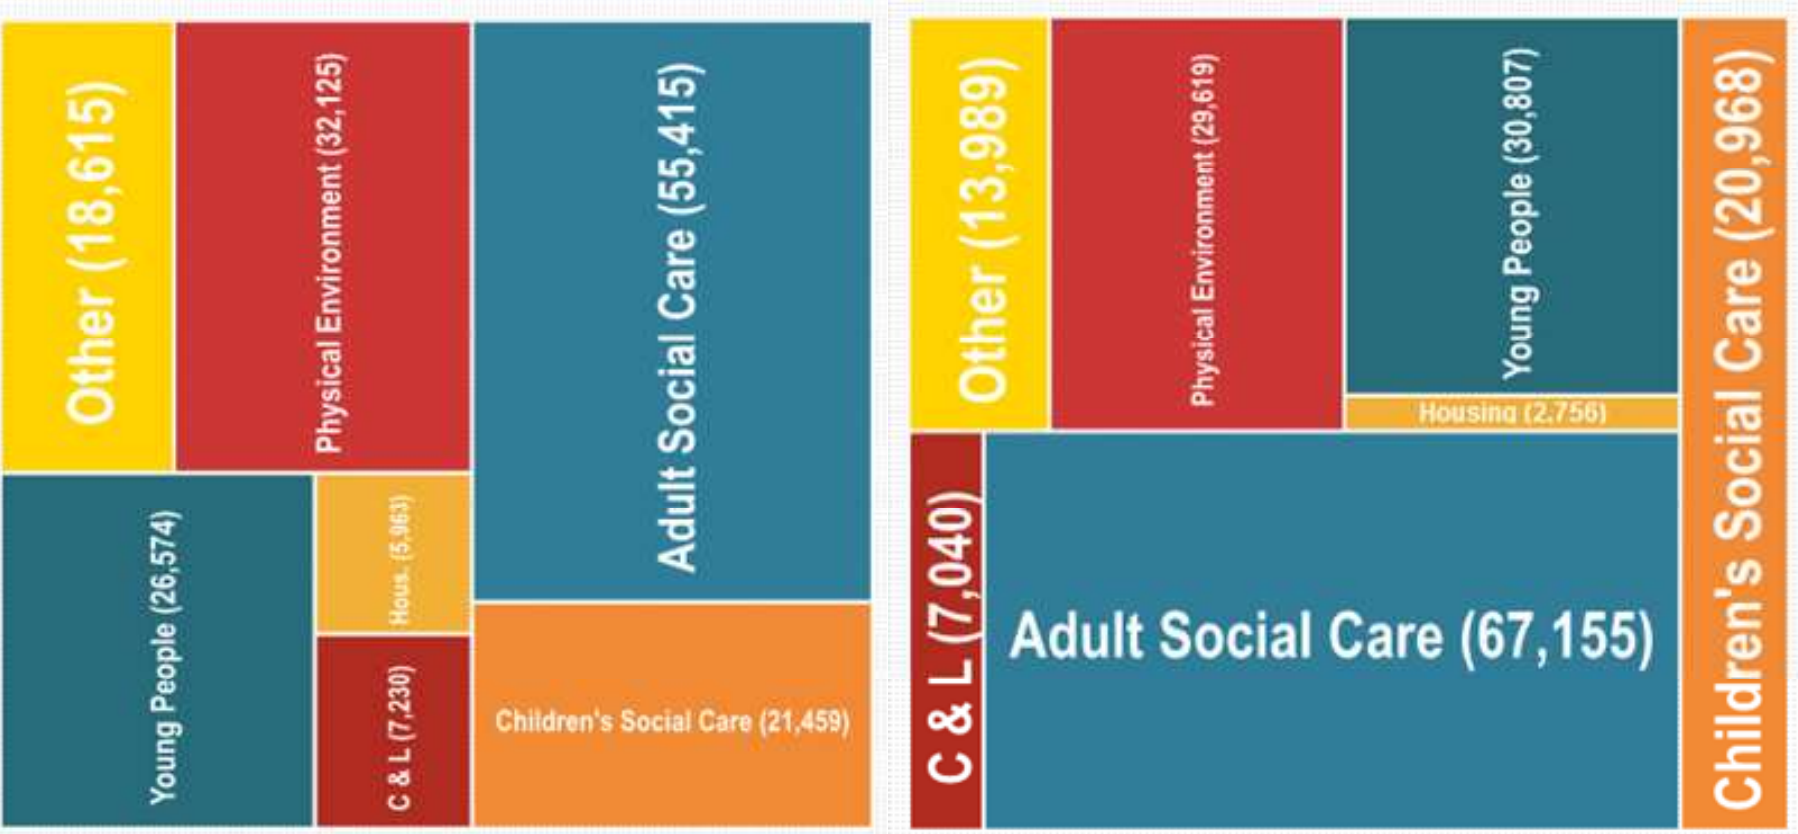 Other (18,615)
Physical Environment (32,125)
Adult Social Care (55,415)
Young People (26,574)
Hous. (5,963)
C & L (7,230)
Children's Social Care (21,459)
Other (13,989)
Physical Environment (29,619)
Young People (30,807)
Housing (2,756)
Children's Social Care (20,968)
C & L (7,040)
Adult Social Care (67,155)